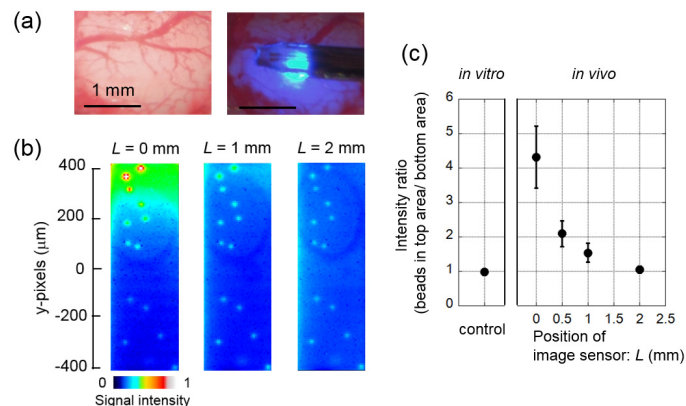 (a)
1 mm
(b)
L = 0 mm
L = 1 mm
L = 2 mm
y-pixels (μm)
400
200
0
-200
-400
0
1
Signal intensity
(c)
in vitro
in vivo
Intensity ratio
(beads in top area/ bottom area)
6
5
4
3
2
1
0
control
0
0.5
1.0
1.5
2.0
2.5
Position of
image sensor: L (mm)